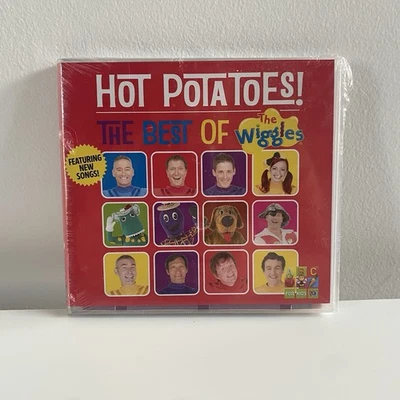 HOT POTATOES!
THE BEST OF The Wiggles
FEATURING
NEW
SONGS!